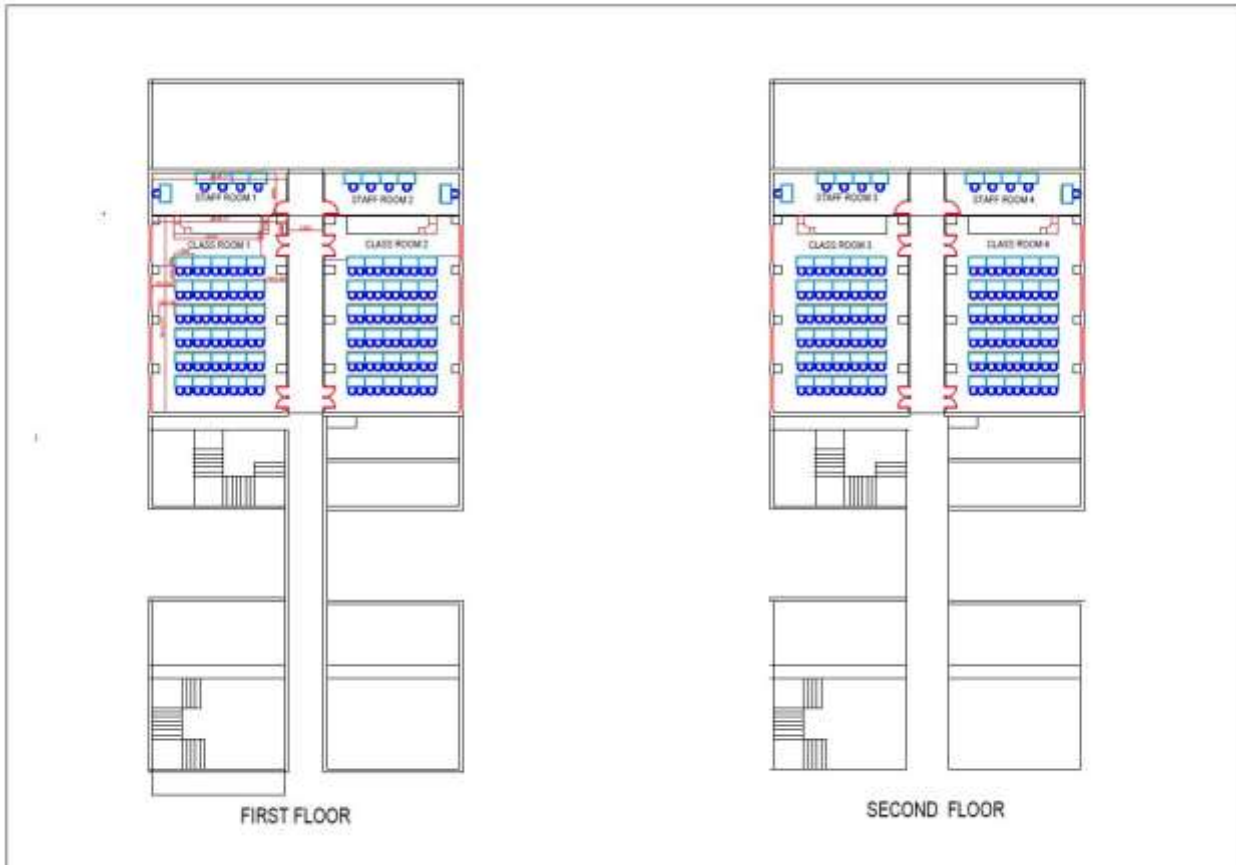 STAFF ROOM 1
STAFF ROOM 2
CLASS ROOM 1
CLASS ROOM 2
FIRST FLOOR
STAFF ROOM 3
STAFF ROOM 4
CLASS ROOM 3
CLASS ROOM 4
SECOND FLOOR